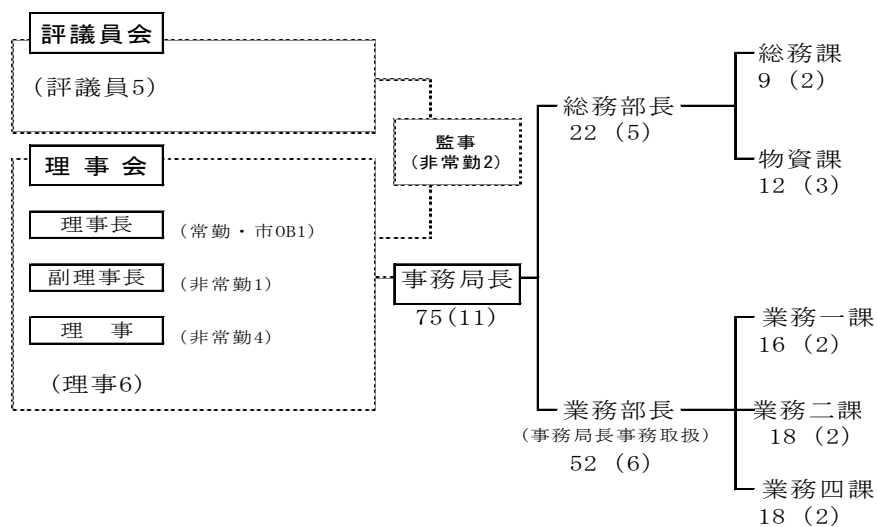 評議員会
(評議員5)
理事会
理事長 (常勤・市OB1)
副理事長 (非常勤1)
理 事 (非常勤4)
(理事6)
監事
(非常勤2)
事務局長
75(11)
総務部長
22 (5)
総務課
9 (2)
物資課
12 (3)
業務部長
(事務局長事務取扱)
52 (6)
業務一課
16 (2)
業務二課
18 (2)
業務四課
18 (2)